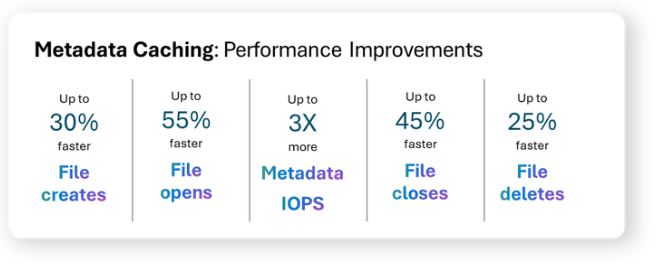 Metadata Caching: Performance Improvements
Up to
30%
faster
File
creates
Up to
55%
faster
File
opens
Up to
3X
more
Metadata
IOPS
Up to
45%
faster
File
closes
Up to
25%
faster
File
deletes